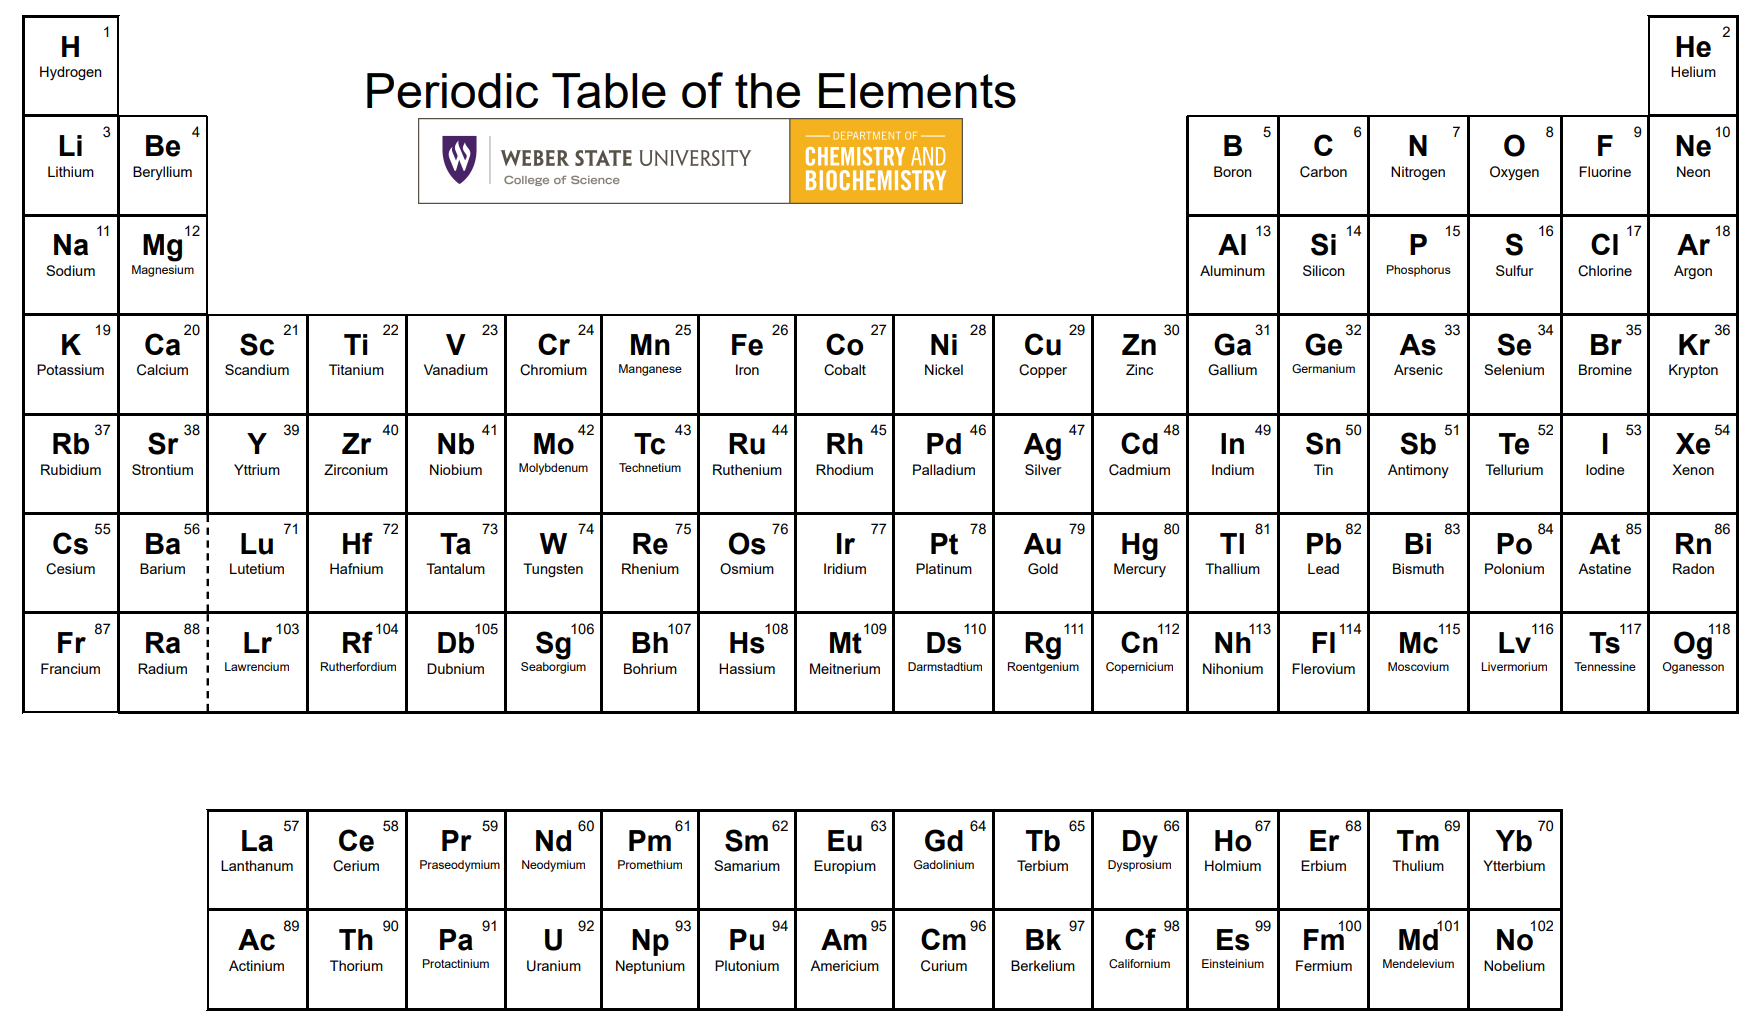 1 2
H He
Hydrogen Helium
Periodic Table of the Elements
3 4 5 6 7 8 9 10
Li Be B C N O F Ne
Lithium Beryllium Boron Carbon Nitrogen Oxygen Fluorine Neon
DEPARTMENT OF
WEBER STATE UNIVERSITY CHEMISTRY AND
College of Science BIOCHEMISTRY
11 12 13 14 15 16 17 18
Na Mg Al Si P S Cl Ar
Sodium Magnesium Aluminum Silicon Phosphorus Sulfur Chlorine Argon
19 20 21 22 23 24 25 26 27 28 29 30 31 32 33 34 35 36
K Ca Sc Ti V Cr Mn Fe Co Ni Cu Zn Ga Ge As Se Br Kr
Potassium Calcium Scandium Titanium Vanadium Chromium Manganese Iron Cobalt Nickel Copper Zinc Gallium Germanium Arsenic Selenium Bromine Krypton
37 38 39 40 41 42 43 44 45 46 47 48 49 50 51 52 53 54
Rb Sr Y Zr Nb Mo Tc Ru Rh Pd Ag Cd In Sn Sb Te I Xe
Rubidium Strontium Yttrium Zirconium Niobium Molybdenum Technetium Ruthenium Rhodium Palladium Silver Cadmium Indium Tin Antimony Tellurium Iodine Xenon
55 56 71 72 73 74 75 76 77 78 79 80 81 82 83 84 85 86
Cs Ba Lu Hf Ta W Re Os Ir Pt Au Hg Tl Pb Bi Po At Rn
Cesium Barium Lutetium Hafnium Tantalum Tungsten Rhenium Osmium Iridium Platinum Gold Mercury Thallium Lead Bismuth Polonium Astatine Radon
87 88 103 104 105 106 107 108 109 110 111 112 113 114 115 116 117 118
Fr Ra Lr Rf Db Sg Bh Hs Mt Ds Rg Cn Nh Fl Mc Lv Ts Og
Francium Radium Lawrencium Rutherfordium Dubnium Seaborgium Bohrium Hassium Meitnerium Darmstadtium Roentgenium Copernicium Nihonium Flerovium Moscovium Livermorium Tennessine Oganesson
57 58 59 60 61 62 63 64 65 66 67 68 69 70
La Ce Pr Nd Pm Sm Eu Gd Tb Dy Ho Er Tm Yb
Lanthanum Cerium Praseodymium Neodymium Promethium Samarium Europium Gadolinium Terbium Dysprosium Holmium Erbium Thulium Ytterbium
89 90 91 92 93 94 95 96 97 98 99 100 101 102
Ac Th Pa U Np Pu Am Cm Bk Cf Es Fm Md No
Actinium Thorium Protactinium Uranium Neptunium Plutonium Americium Curium Berkelium Californium Einsteinium Fermium Mendelevium Nobelium